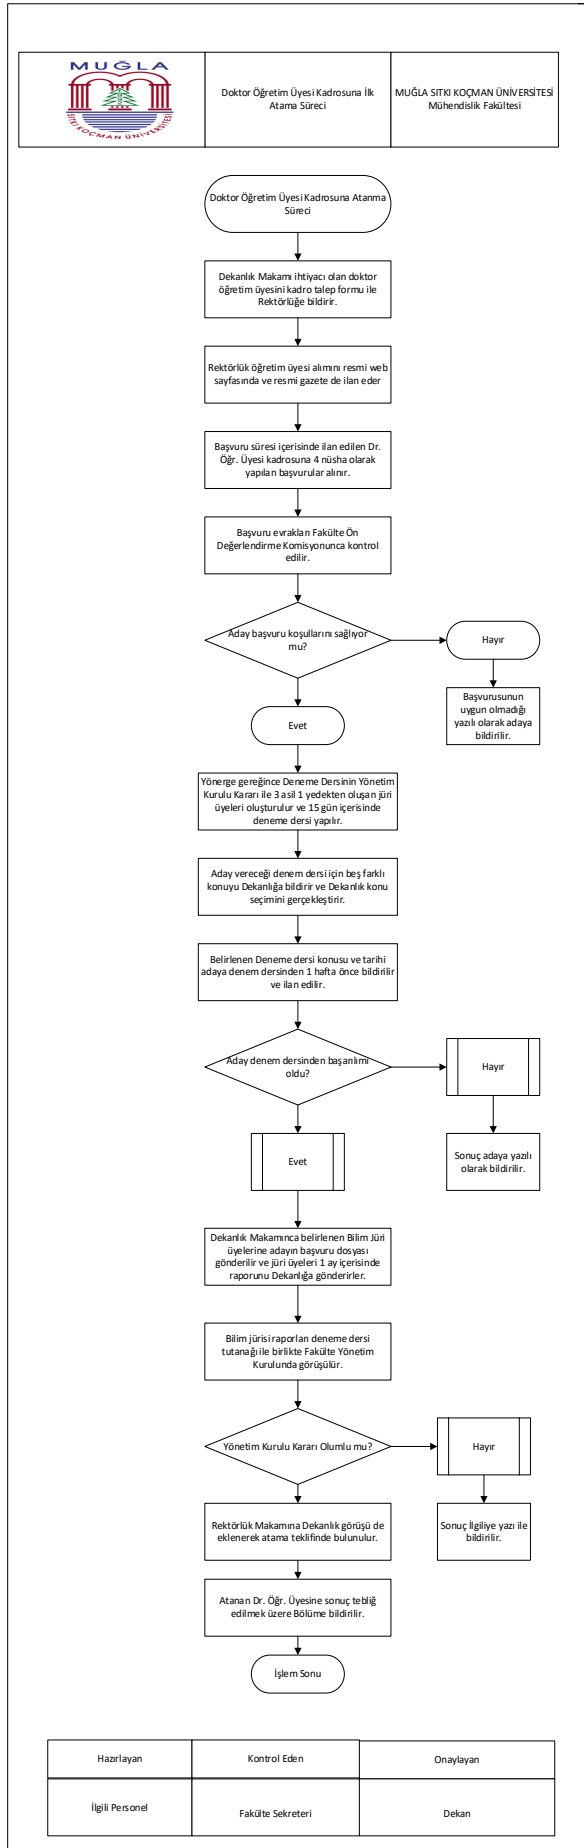 MUĞLA
SITKI KOÇMAN ÜNİVERSİTESİ
Doktor Öğretim Üyesi Kadrosuna İlk
Atama Süreci
MUĞLA SITKI KOÇMAN ÜNİVERSİTESİ
Mühendislik Fakültesi
Doktor Öğretim Üyesi Kadrosuna Atanma
Süreci
Dekanlık Makamı ihtiyacı olan doktor
öğretim üyesini kadro talep formu ile
Rektörlüğe bildirir.
Rektörlük öğretim üyesi alımını resmi web
sayfasında ve resmi gazete de ilan eder
Başvuru süresi içerisinde ilan edilen Dr.
Öğr. Üyesi kadrosuna 4 nüsha olarak
yapılan başvurular alınır.
Başvuru evrakları Fakülte Ön
Değerlendirme Komisyonunca kontrol
edilir.
Aday başvuru koşullarını sağlıyor
mu?
Hayır
Başvurusunun
uygun olmadığı
yazılı olarak adaya
bildirilir.
Evet
Yönerge gereğince Deneme Dersinin Yönetim
Kurulu Kararı ile 3 asil 1 yedekten oluşan jüri
üyeleri oluşturulur ve 15 gün içerisinde
deneme dersi yapılır.
Aday vereceği denem dersi için beş farklı
konuyu Dekanlığa bildirir ve Dekanlık konu
seçimini gerçekleştirir.
Belirlenen Deneme dersi konusu ve tarihi
adaya denem dersinden 1 hafta önce bildirilir
ve ilan edilir.
Aday denem dersinden başarılımı
oldu?
Hayır
Sonuç adaya yazılı
olarak bildirilir.
Evet
Dekanlık Makamınca belirlenen Bilim Jüri
üyelerine adayın başvuru dosyası
gönderilir ve jüri üyeleri 1 ay içerisinde
raporunu Dekanlığa gönderirler.
Bilim jürisi raporları deneme dersi
tutanağı ile birlikte Fakülte Yönetim
Kurulunda görüşülür.
Yönetim Kurulu Kararı Olumlu mu?
Hayır
Rektörlük Makamına Dekanlık görüşü de
eklenerek atama teklifinde bulunulur.
Sonuç İlgiliye yazı ile
bildirilir.
Atanan Dr. Öğr. Üyesine sonuç tebliğ
edilmek üzere Bölüme bildirilir.
İşlem Sonu
Hazırlayan
Kontrol Eden
Onaylayan
İlgili Personel
Fakülte Sekreteri
Dekan